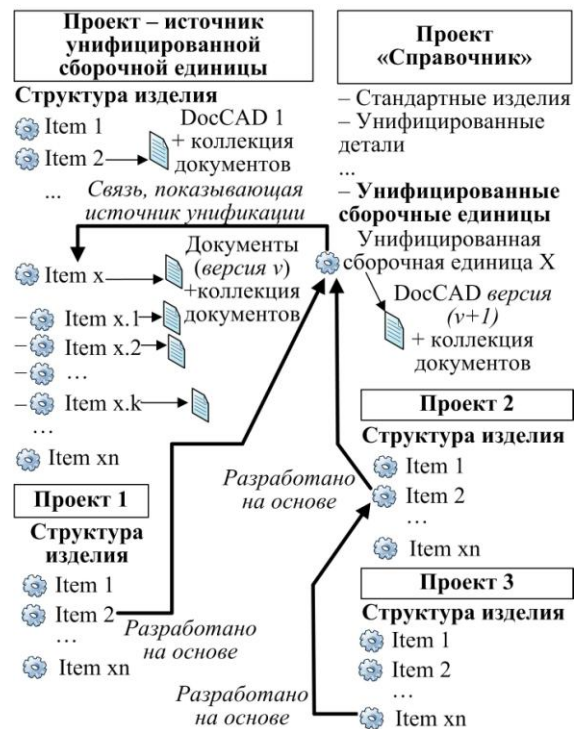 Проект – источник
унифицированной
сборочной единицы
Структура изделия
Item 1
DocCAD 1
+ коллекция
документов
Item 2
...
Связь, показывающая
источник унификации
Item x
Документы
(версия v)
+коллекция
документов
– Item x.1
– Item x.2
– …
– Item x.k
…
Item xn
Проект
«Справочник»
– Стандартные изделия
– Унифицированные
детали
...
– Унифицированные
сборочные единицы
Унифицированная
сборочная единица X
DocCAD версия
(v+1)
+ коллекция
документов
Проект 1
Структура
изделия
Item 1
Item 2
…
Item xn
Разработано
на основе
Проект 2
Структура изделия
Item 1
Item 2
…
Item xn
Разработано
на основе
Проект 3
Структура изделия
Item 1
Item 2
…
Item xn
Разработано
на основе